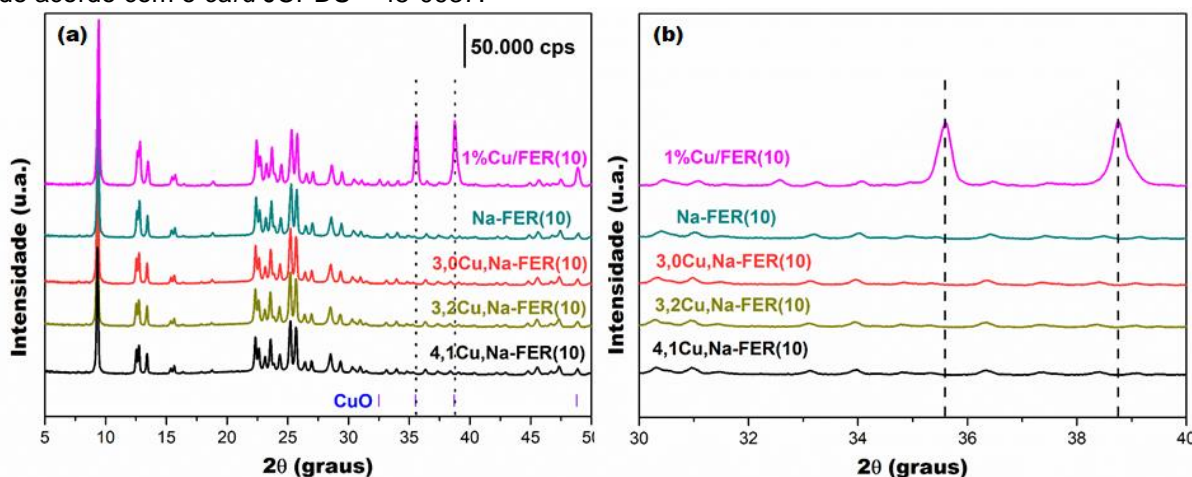 (a)
50.000 cps
1%Cu/FER(10)
Na-FER(10)
3,0Cu,Na-FER(10)
3,2Cu,Na-FER(10)
4,1Cu,Na-FER(10)
CuO
Intensidade (u.a.)
5 10 15 20 25 30 35 40 45 50
2θ (graus)
(b)
1%Cu/FER(10)
Na-FER(10)
3,0Cu,Na-FER(10)
3,2Cu,Na-FER(10)
4,1Cu,Na-FER(10)
Intensidade (u.a.)
30 32 34 36 38 40
2θ (graus)